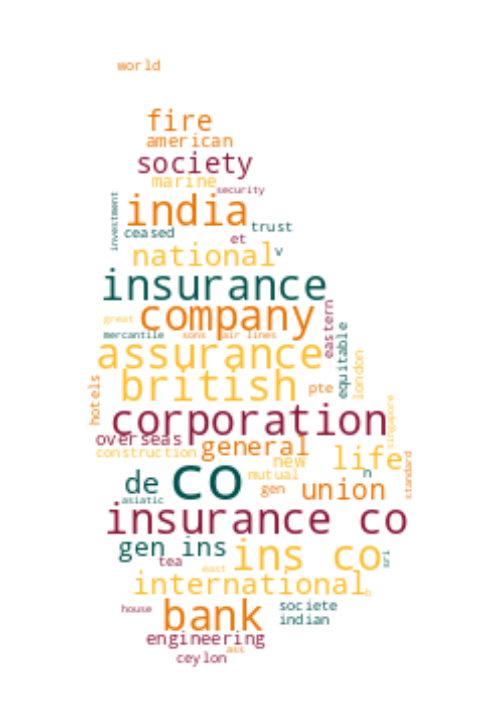 world
fire
american
society
marine
security
investment
india
ceased
trust
et
national
v
insurance
great
company
eastern
mercantile
sons
air lines
equitable
assurance
london
british
pte
hotels
singapore
corporation
overseas
general
construction
new
life
standard
n
mutual
de
co
gen
union
asiatic
insurance co
gen ins
ins co
sri
tea
east
international
b
house
bank
societe
indian
engineering
ass
ceylon